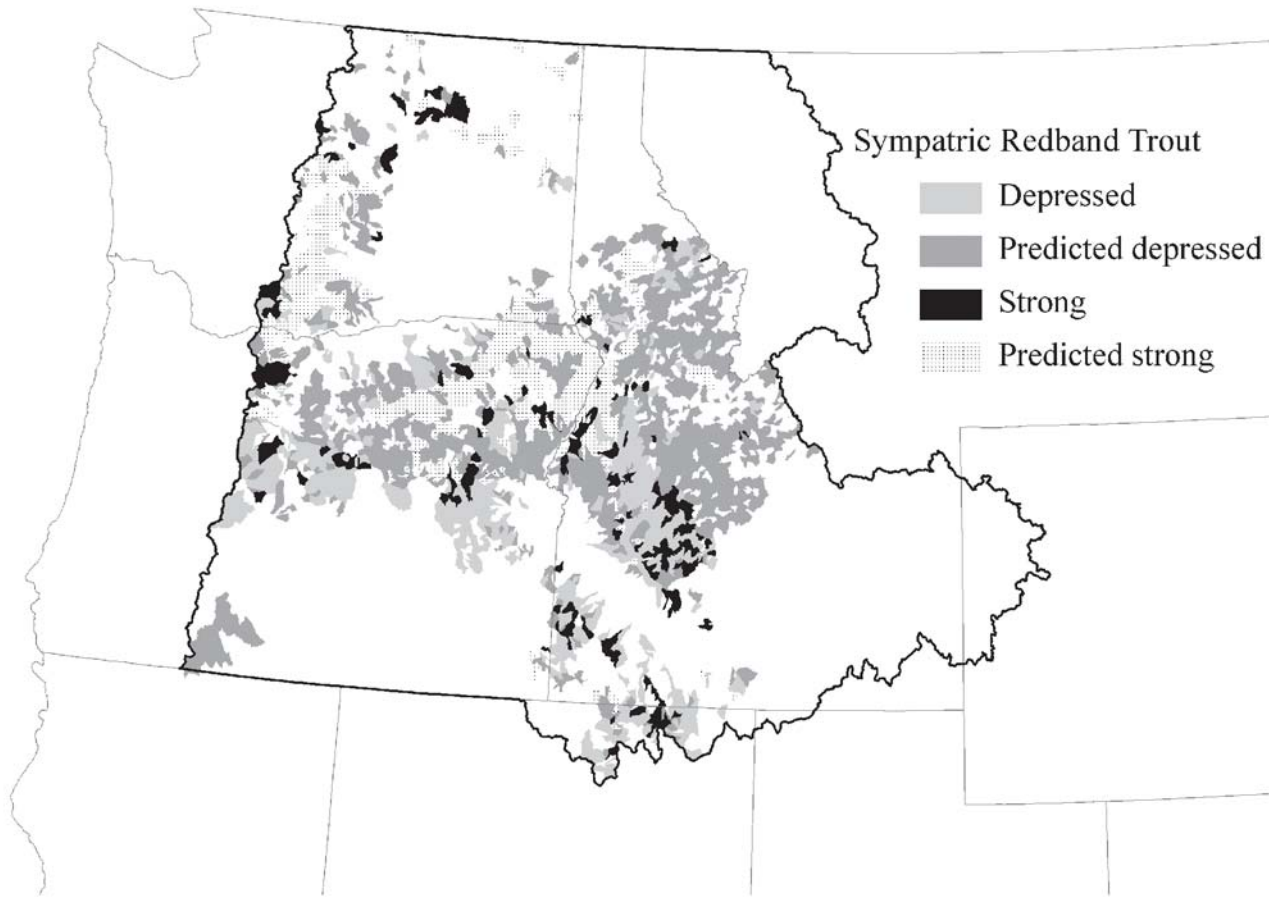 Sympatric Redband Trout
Depressed
Predicted depressed
Strong
Predicted strong